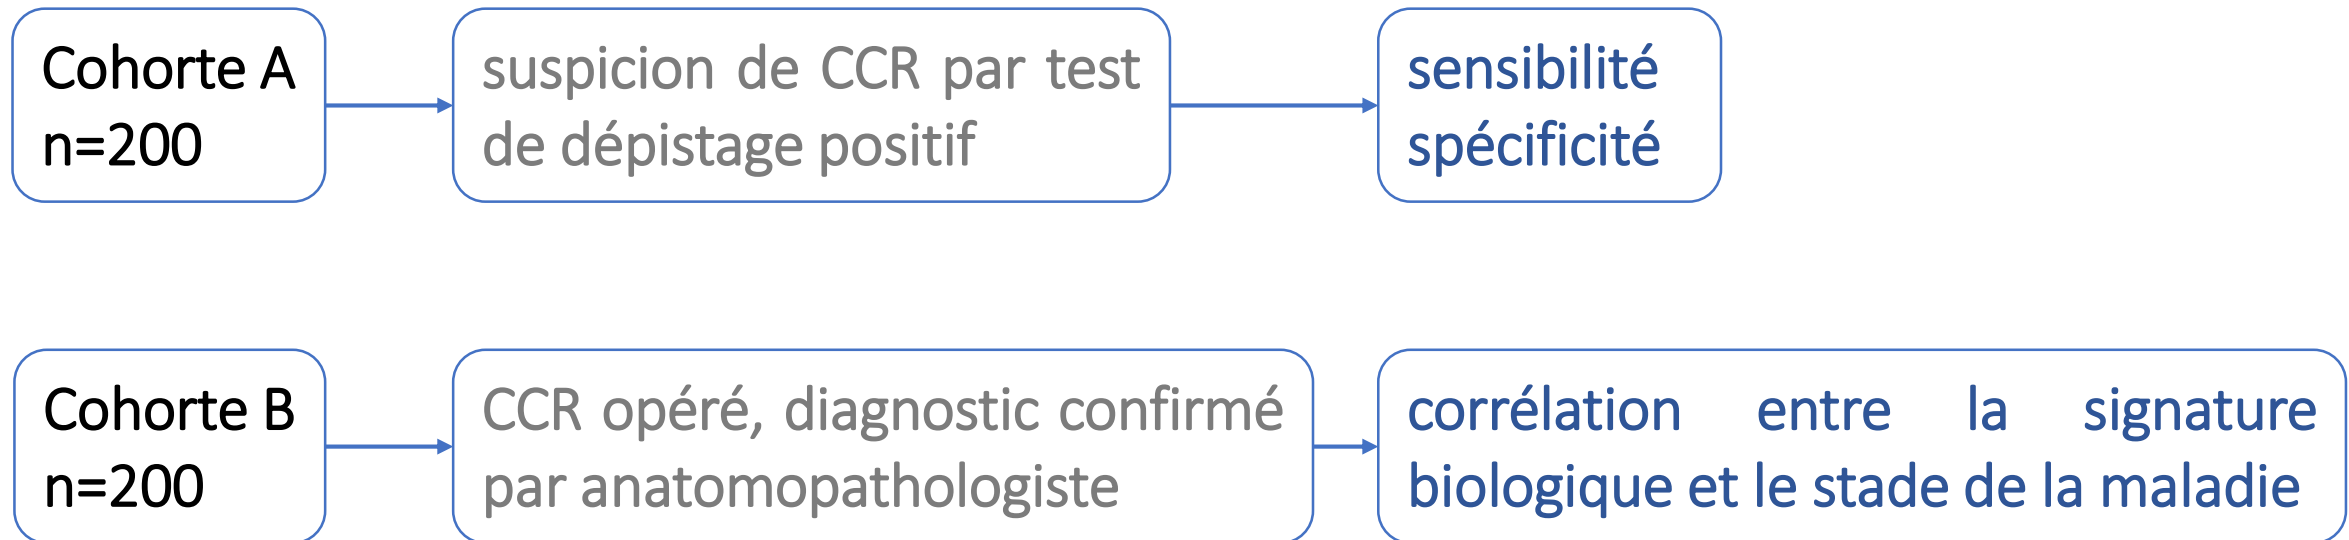 Cohorte A
n=200
suspicion de CCR par test
de dépistage positif
sensibilité
spécificité
Cohorte B
n=200
CCR opéré, diagnostic confirmé
par anatomopathologiste
corrélation entre la signature
biologique et le stade de la maladie